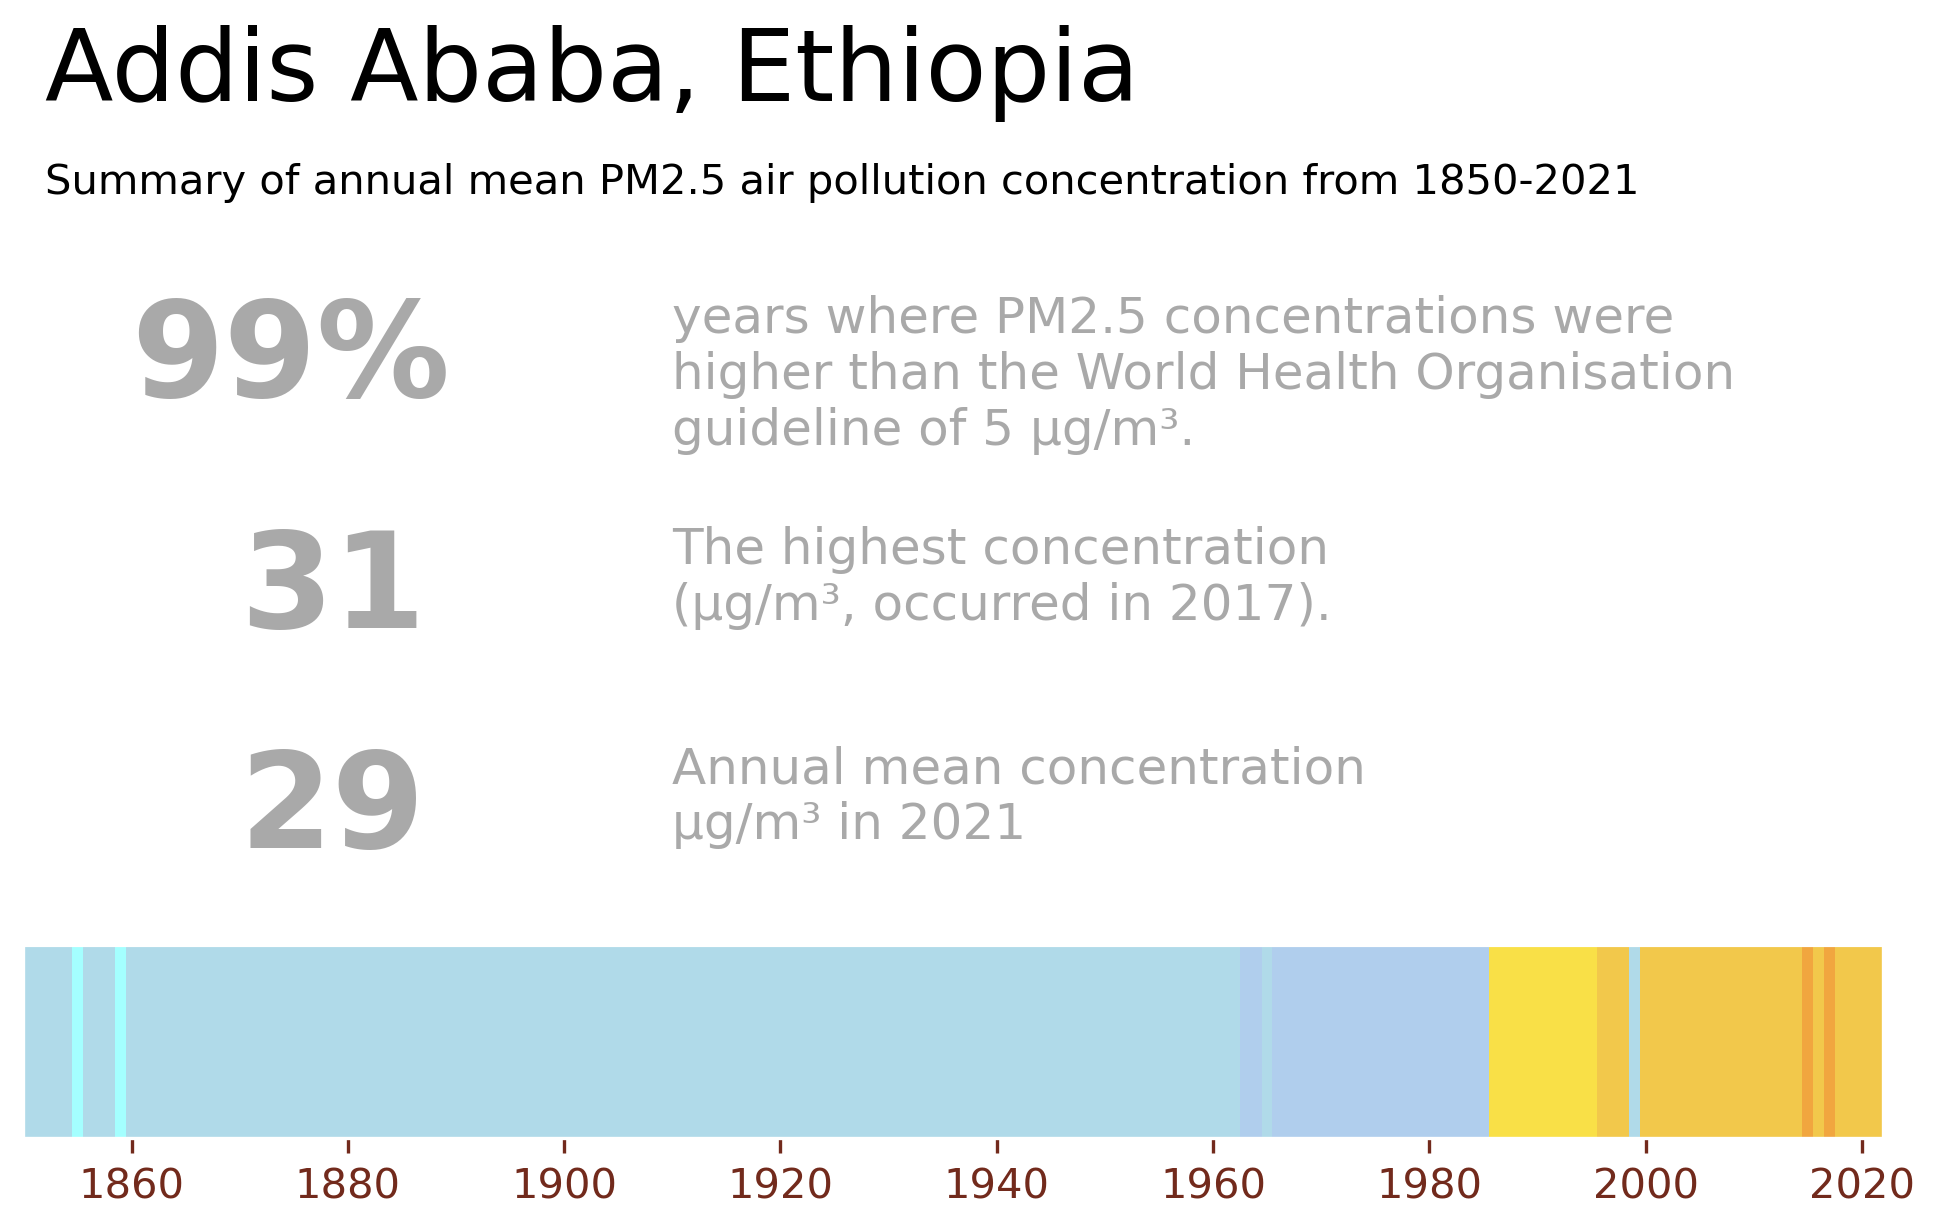 Addis Ababa, Ethiopia
Summary of annual mean PM2.5 air pollution concentration from 1850-2021
99%
years where PM2.5 concentrations were
higher than the World Health Organisation
guideline of 5 μg/m³.
31
The highest concentration
(μg/m³, occurred in 2017).
29
Annual mean concentration
μg/m³ in 2021
1860 1880 1900 1920 1940 1960 1980 2000 2020